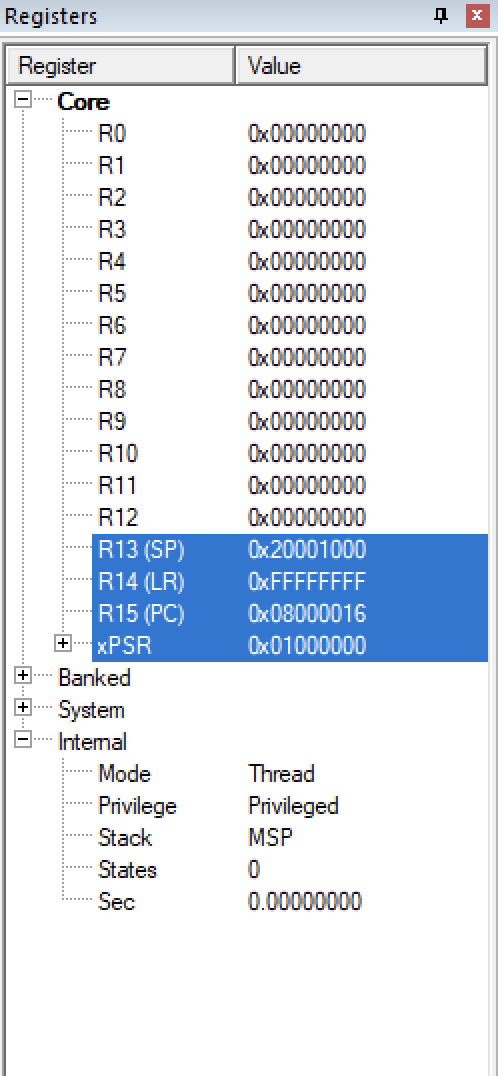 Registers
Register Value
Core
R0 0x00000000
R1 0x00000000
R2 0x00000000
R3 0x00000000
R4 0x00000000
R5 0x00000000
R6 0x00000000
R7 0x00000000
R8 0x00000000
R9 0x00000000
R10 0x00000000
R11 0x00000000
R12 0x00000000
R13 (SP) 0x20001000
R14 (LR) 0xFFFFFFFF
R15 (PC) 0x08000016
xPSR 0x01000000
Banked
System
Internal
Mode Thread
Privilege Privileged
Stack MSP
States 0
Sec 0.00000000